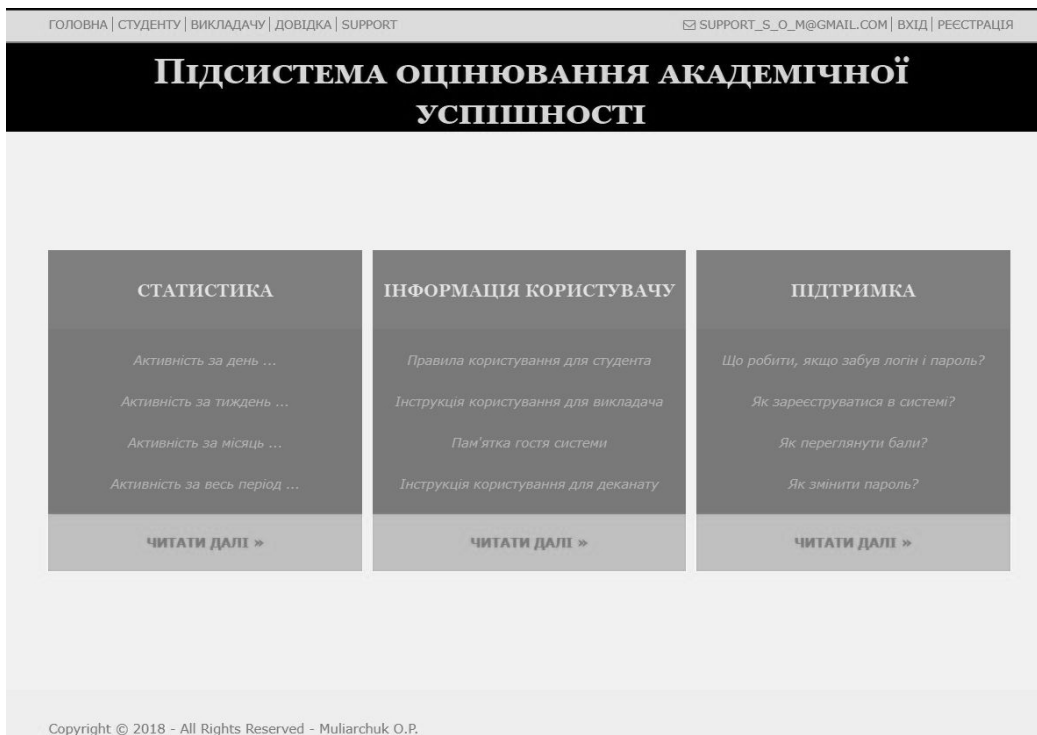 ГОЛОВНА | СТУДЕНТУ | ВИКЛАДАЧУ | ДОВІДКА | SUPPORT
SUPPORT_S_O_M@GMAIL.COM | ВХІД | РЕЄСТРАЦІЯ
Підсистема оцінювання академічної
успішності
СТАТИСТИКА
Активність за день ...
Активність за тиждень ...
Активність за місяць ...
Активність за весь період ...
ЧИТАТИ ДАЛІ »
ІНФОРМАЦІЯ КОРИСТУВАЧУ
Правила користування для студента
Інструкція користування для викладача
Пам'ятка гостя системи
Інструкція користування для деканату
ЧИТАТИ ДАЛІ »
ПІДТРИМКА
Що робити, якщо забув логін і пароль?
Як зареєструватися в системі?
Як переглянути бали?
Як змінити пароль?
ЧИТАТИ ДАЛІ »
Copyright © 2018 - All Rights Reserved - Muliarchuk O.P.